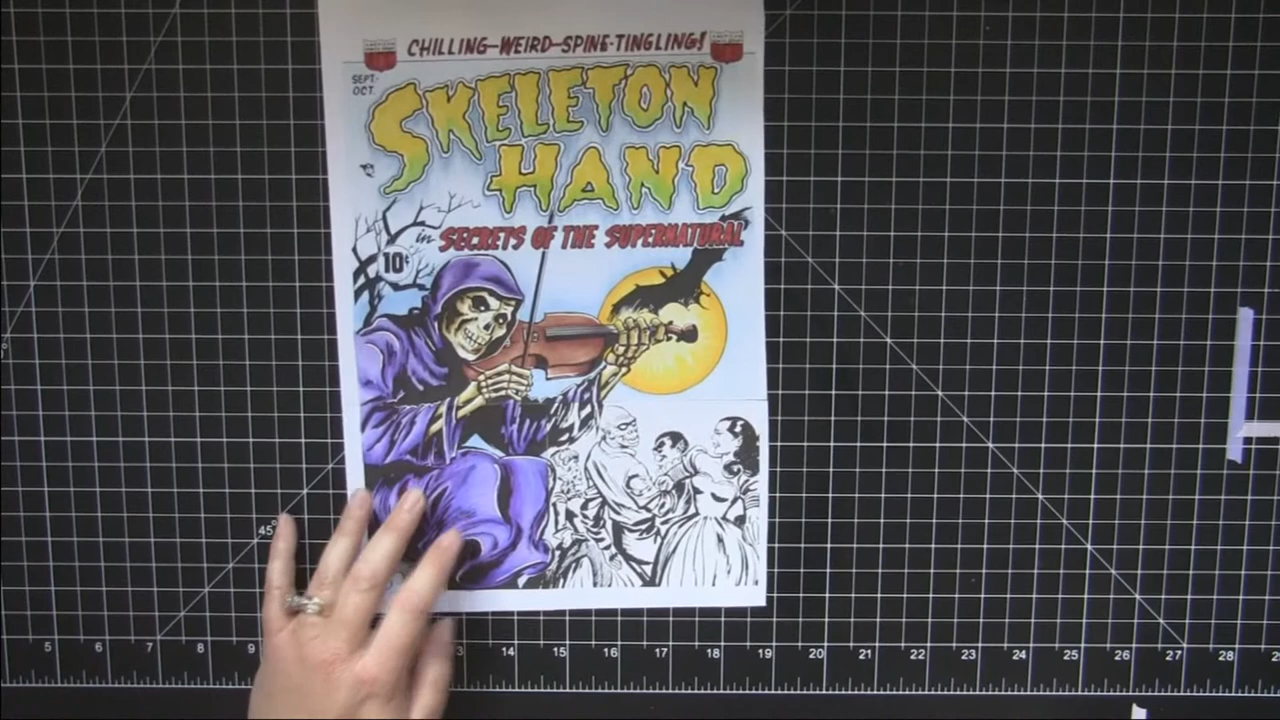 CHILLING—WEIRD—SPINE-TINGLING!
SEPT.-
OCT.
SKELETON
HAND
in SECRETS OF THE SUPERNATURAL
10¢
45°
5 6 7 8 9 13 14 15 16 17 18 19 20 21 22 23 24 25 26 27 28